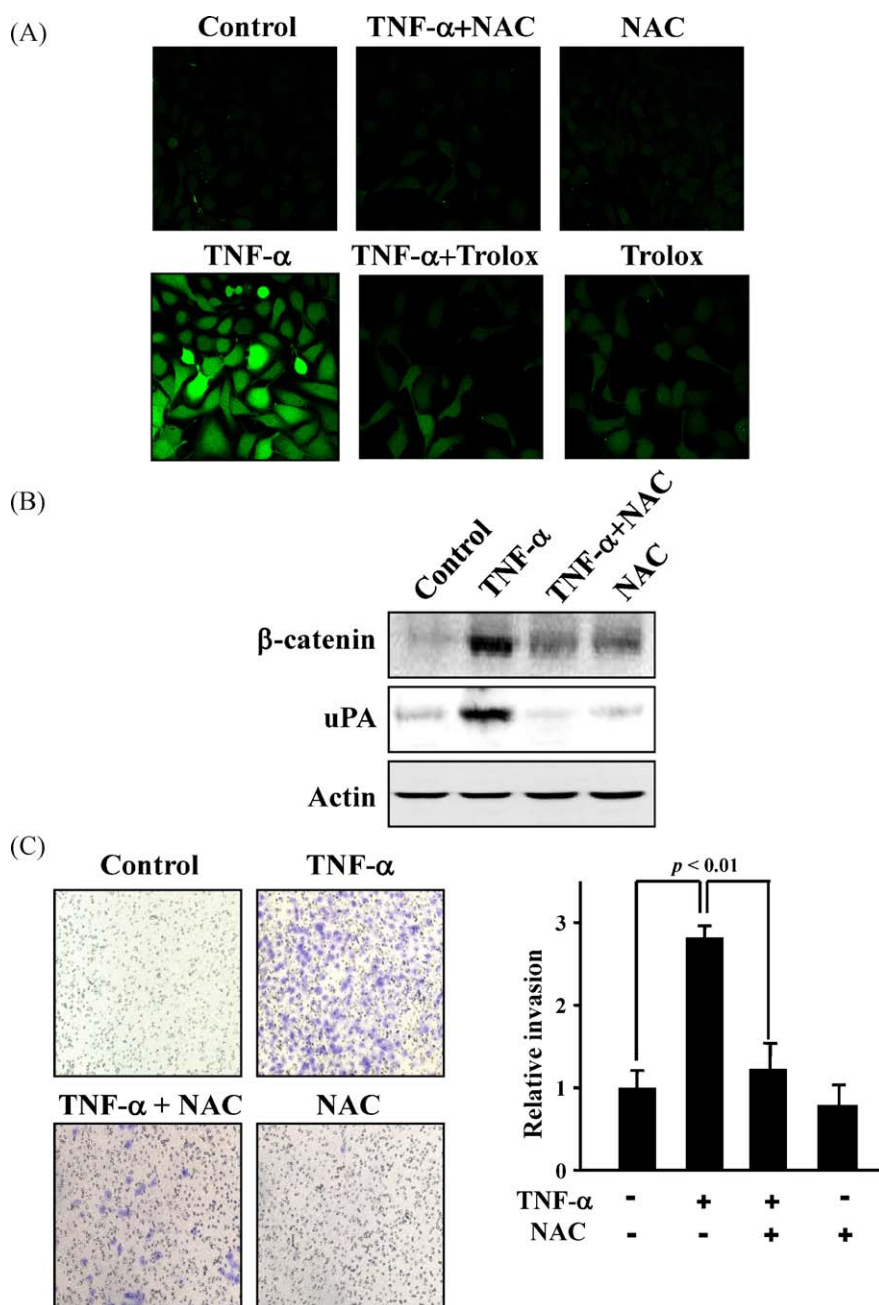 (A)
Control TNF-α+NAC NAC
TNF-α TNF-α+Trolox Trolox
(B)
Control TNF-α TNF-α+NAC NAC
β-catenin
uPA
Actin
(C)
Control TNF-α
TNF-α + NAC NAC
p < 0.01
Relative invasion
3
2
1
0
TNF-α - + + -
NAC - - + +